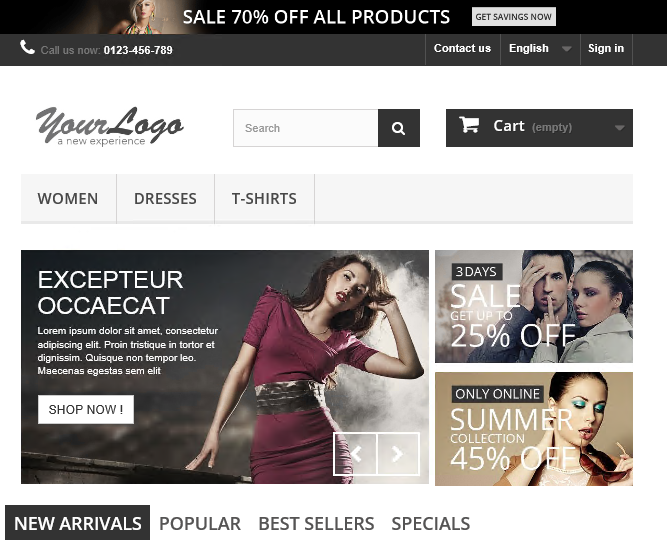 SALE 70% OFF ALL PRODUCTS
GET SAVINGS NOW
Call us now: 0123-456-789
Contact us
English
Sign in
YourLogo
a new experience
Search
Cart (empty)
WOMEN
DRESSES
T-SHIRTS
EXCEPTEUR
OCCAECAT
Lorem ipsum dolor sit amet, consectetur
adipiscing elit. Proin tristique in tortor et
dignissim. Quisque non tempor leo.
Maecenas egestas sem elit
SHOP NOW !
3DAYS
SALE
GET UP TO
25% OFF
ONLY ONLINE
SUMMER
COLLECTION
45% OFF
NEW ARRIVALS
POPULAR
BEST SELLERS
SPECIALS